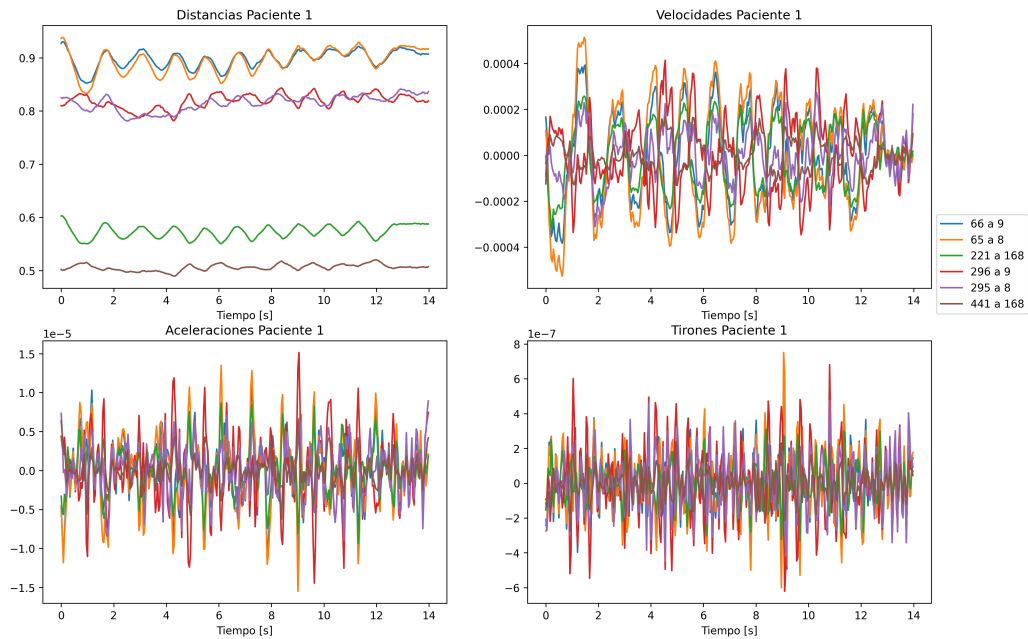 Distancias Paciente 1
0.9
0.8
0.7
0.6
0.5
0 2 4 6 8 10 12 14
Tiempo [s]
Velocidades Paciente 1
0.0004
0.0002
0.0000
−0.0002
−0.0004
0 2 4 6 8 10 12 14
Tiempo [s]
66 a 9
65 a 8
221 a 168
296 a 9
295 a 8
441 a 168
1e−5
Aceleraciones Paciente 1
1.5
1.0
0.5
0.0
−0.5
−1.0
−1.5
0 2 4 6 8 10 12 14
Tiempo [s]
1e−7
Tirones Paciente 1
8
6
4
2
0
−2
−4
−6
0 2 4 6 8 10 12 14
Tiempo [s]